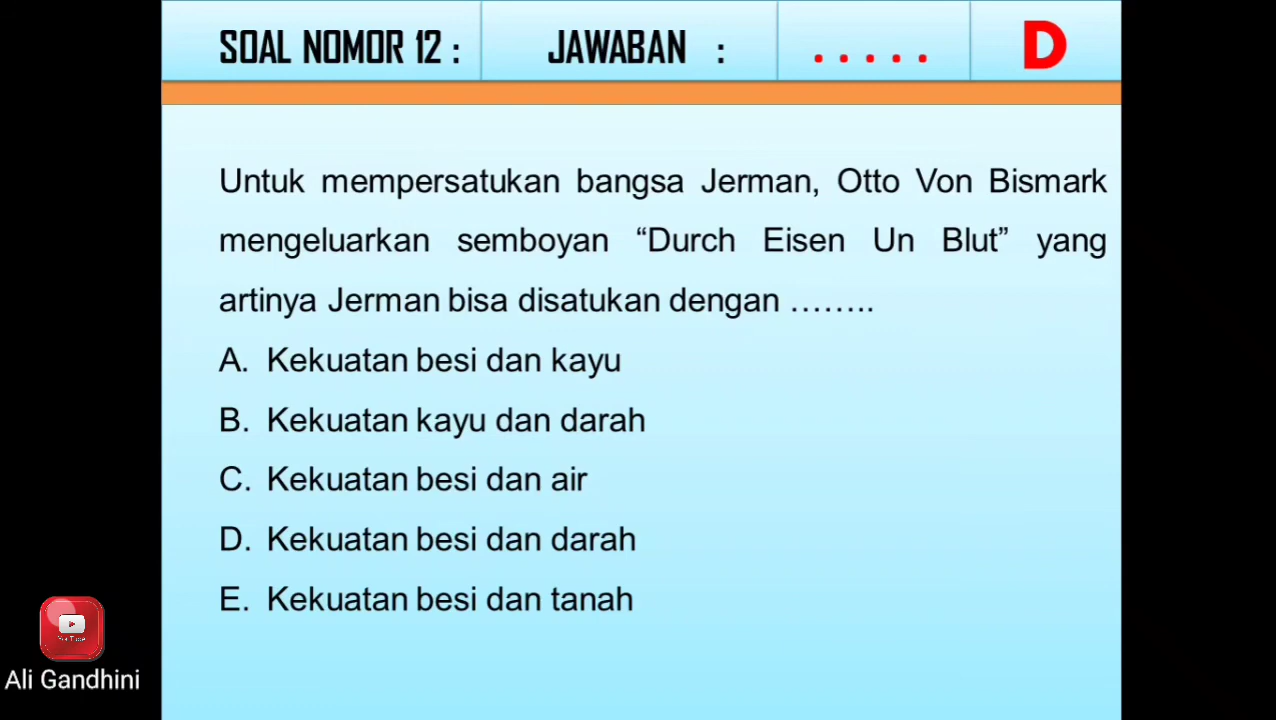 SOAL NOMOR 12 : JAWABAN : . . . . . D
Untuk mempersatukan bangsa Jerman, Otto Von Bismark
mengeluarkan semboyan “Durch Eisen Un Blut” yang
artinya Jerman bisa disatukan dengan ……..
A. Kekuatan besi dan kayu
B. Kekuatan kayu dan darah
C. Kekuatan besi dan air
D. Kekuatan besi dan darah
E. Kekuatan besi dan tanah
YouTube
Ali Gandhini